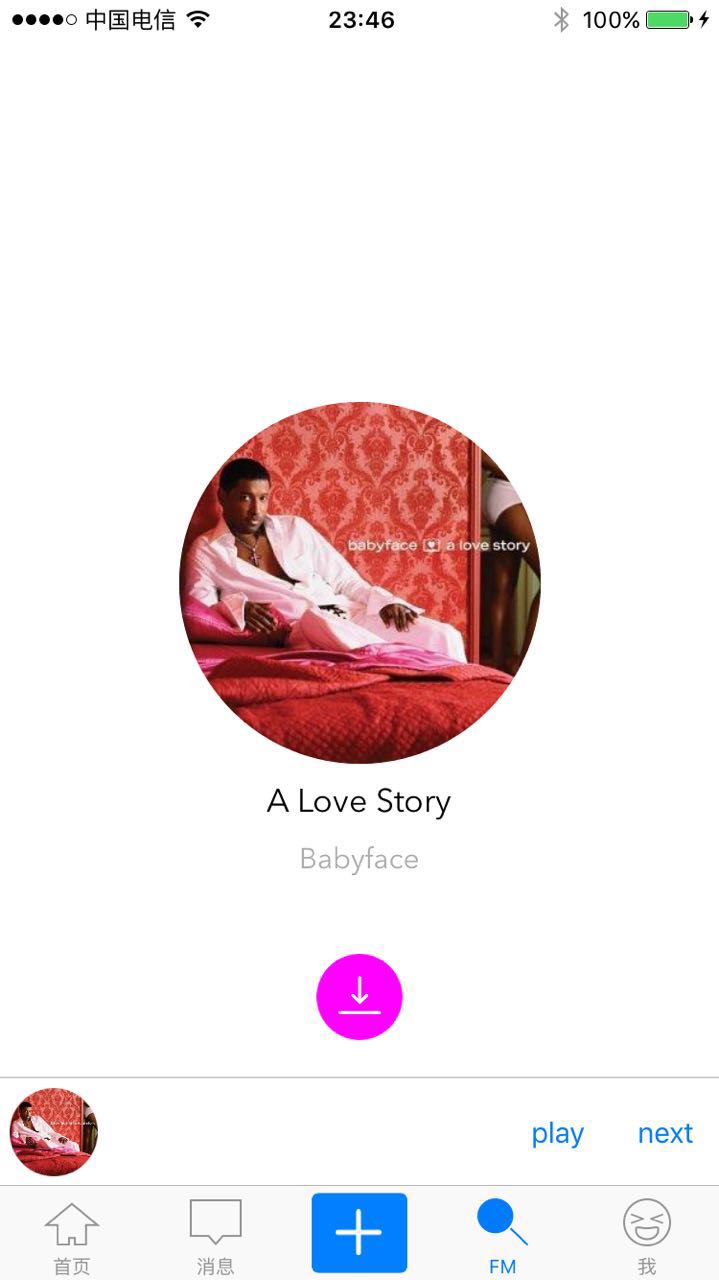 中国电信 23:46 100%
babyface a love story
A Love Story
Babyface
play next
首页 消息 FM 我